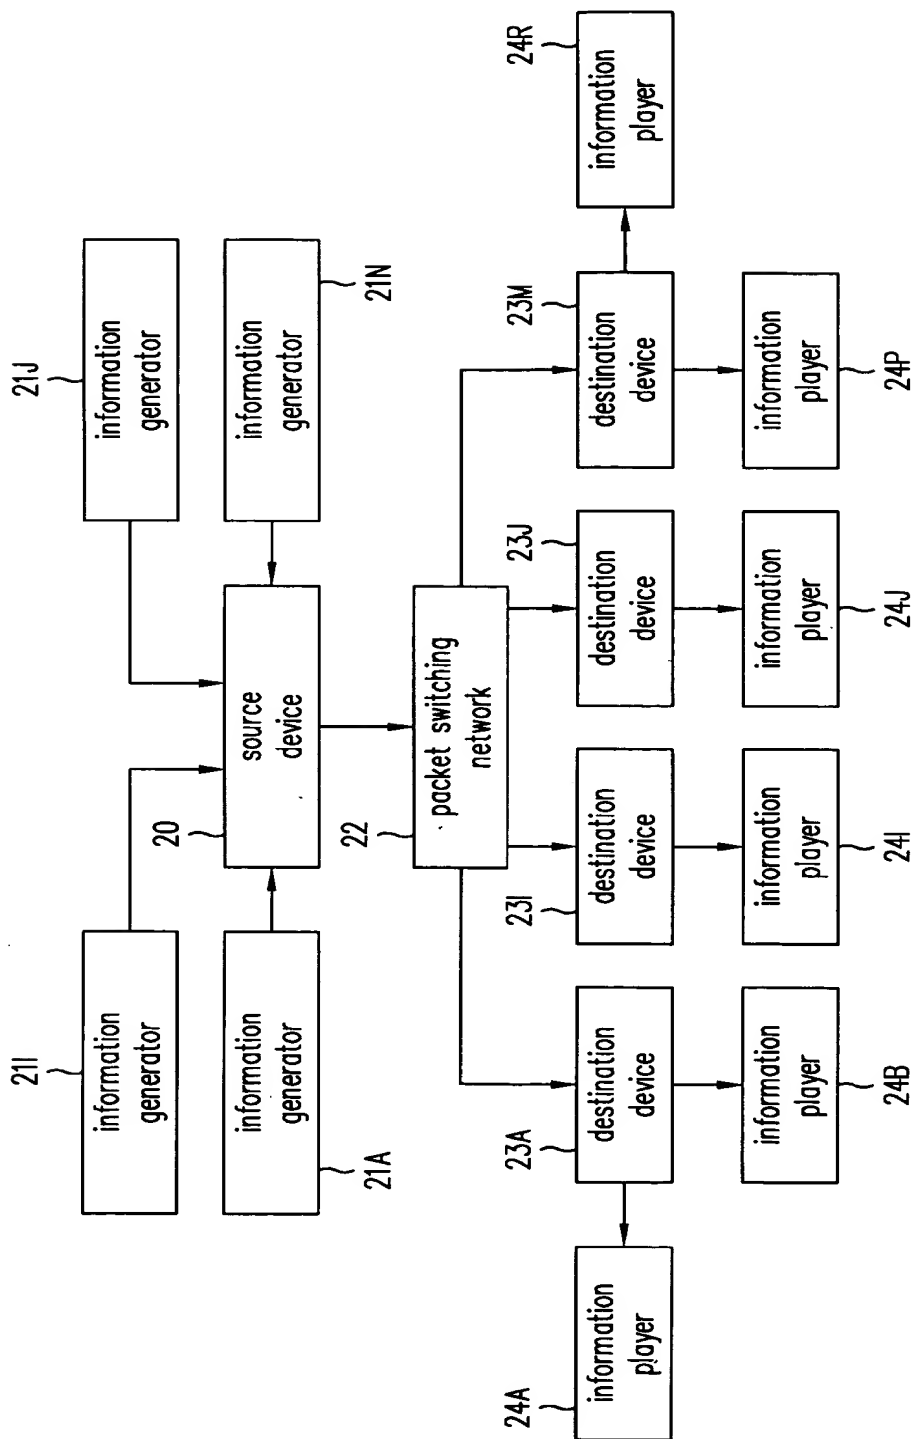 21I
information
generator
21J
information
generator
information
generator
21A
20
source
device
information
generator
21N
22
packet switching
network
23A
destination
device
23I
destination
device
23J
destination
device
23M
destination
device
24A
information
player
information
player
24B
information
player
24I
information
player
24J
information
player
24P
24R
information
player